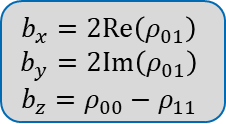 b_x = 2Re(ρ_01)
b_y = 2Im(ρ_01)
b_z = ρ_00 − ρ_11